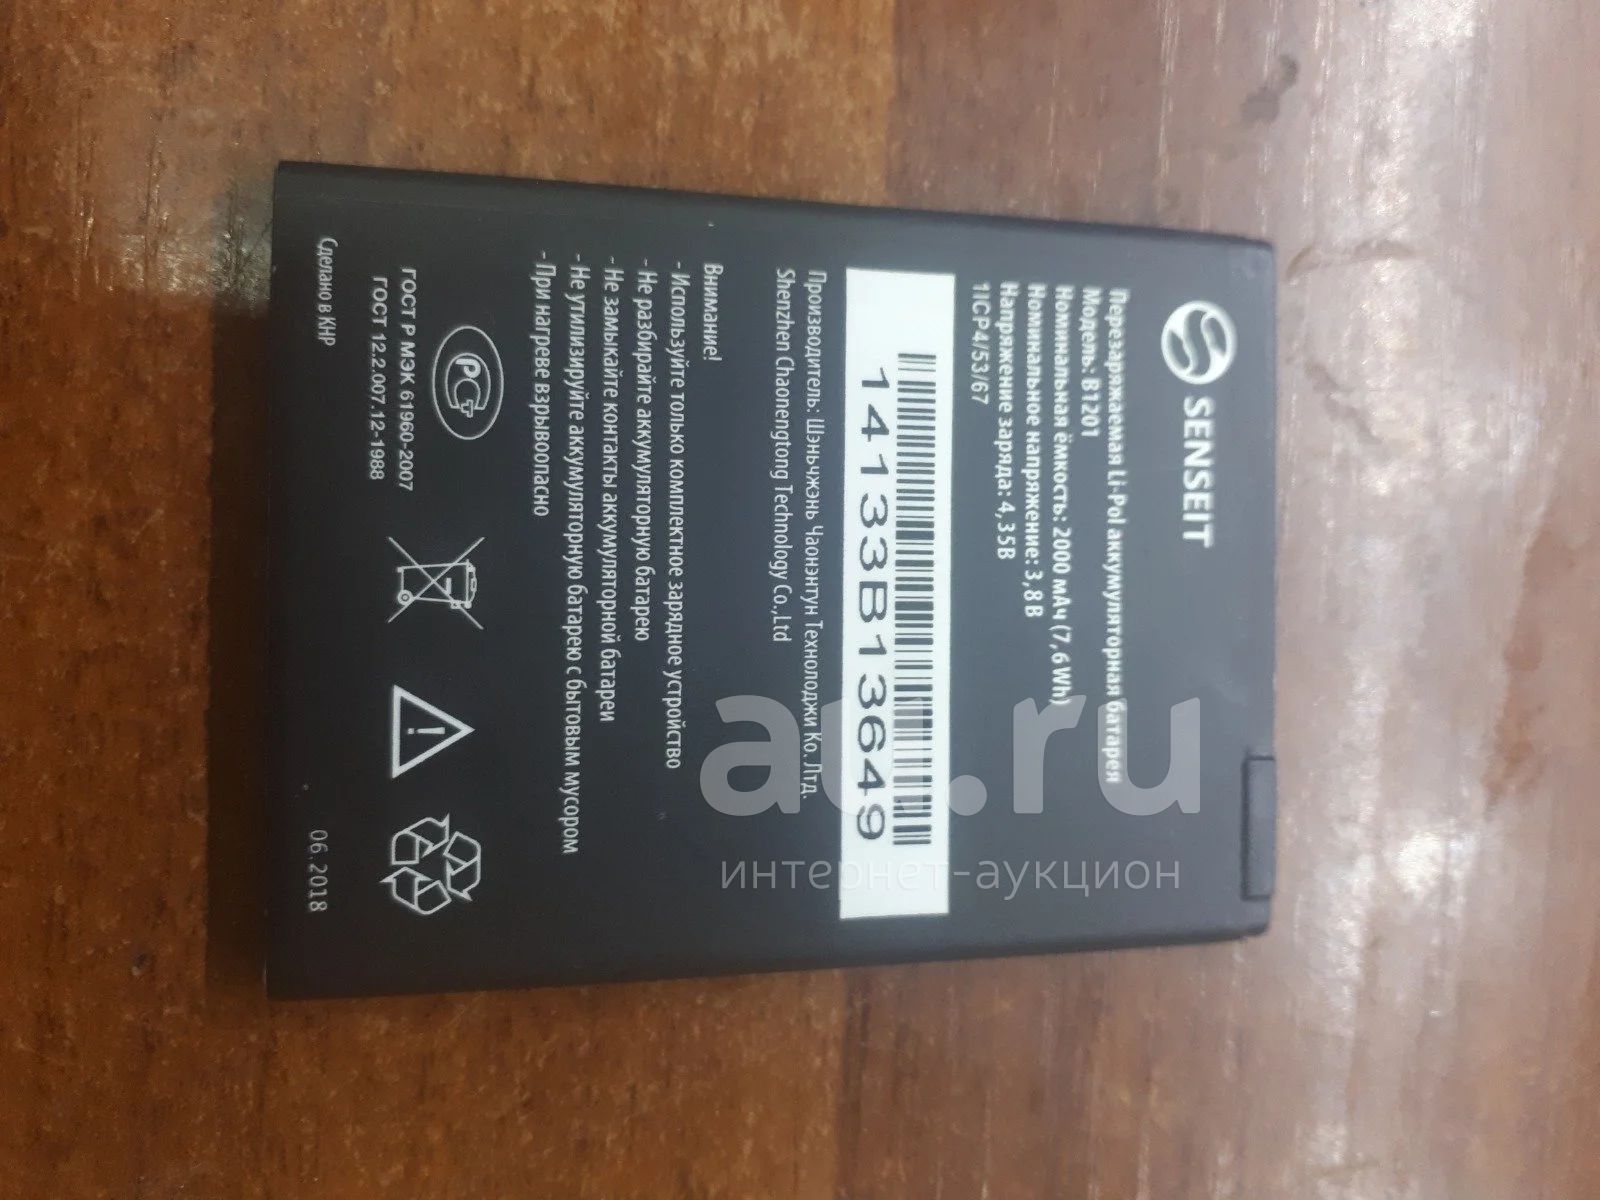 SENSEIT
Перезаряжаемая Li-Pol аккумуляторная батарея
Модель: B1201
Номинальная ёмкость: 2000 мАч (7,6 Wh)
Номинальное напряжение: 3,8 В
Напряжение заряда: 4,35В
1ICP4/53/67
14133B13649
Производитель: Шэньчжэнь Чаонэнтун Технолоджи Ко. Лтд.
Shenzhen Chaonengtong Technology Co.,Ltd
Внимание!
- Используйте только комплектное зарядное устройство
- Не разбирайте аккумуляторную батарею
- Не замыкайте контакты аккумуляторной батареи
- Не утилизируйте аккумуляторную батарею с бытовым мусором
- При нагреве взрывоопасно
РСт
ГОСТ Р МЭК 61960-2007
ГОСТ 12.2.007.12-1988
Сделано в КНР
06.2018
au.ru
интернет-аукцион